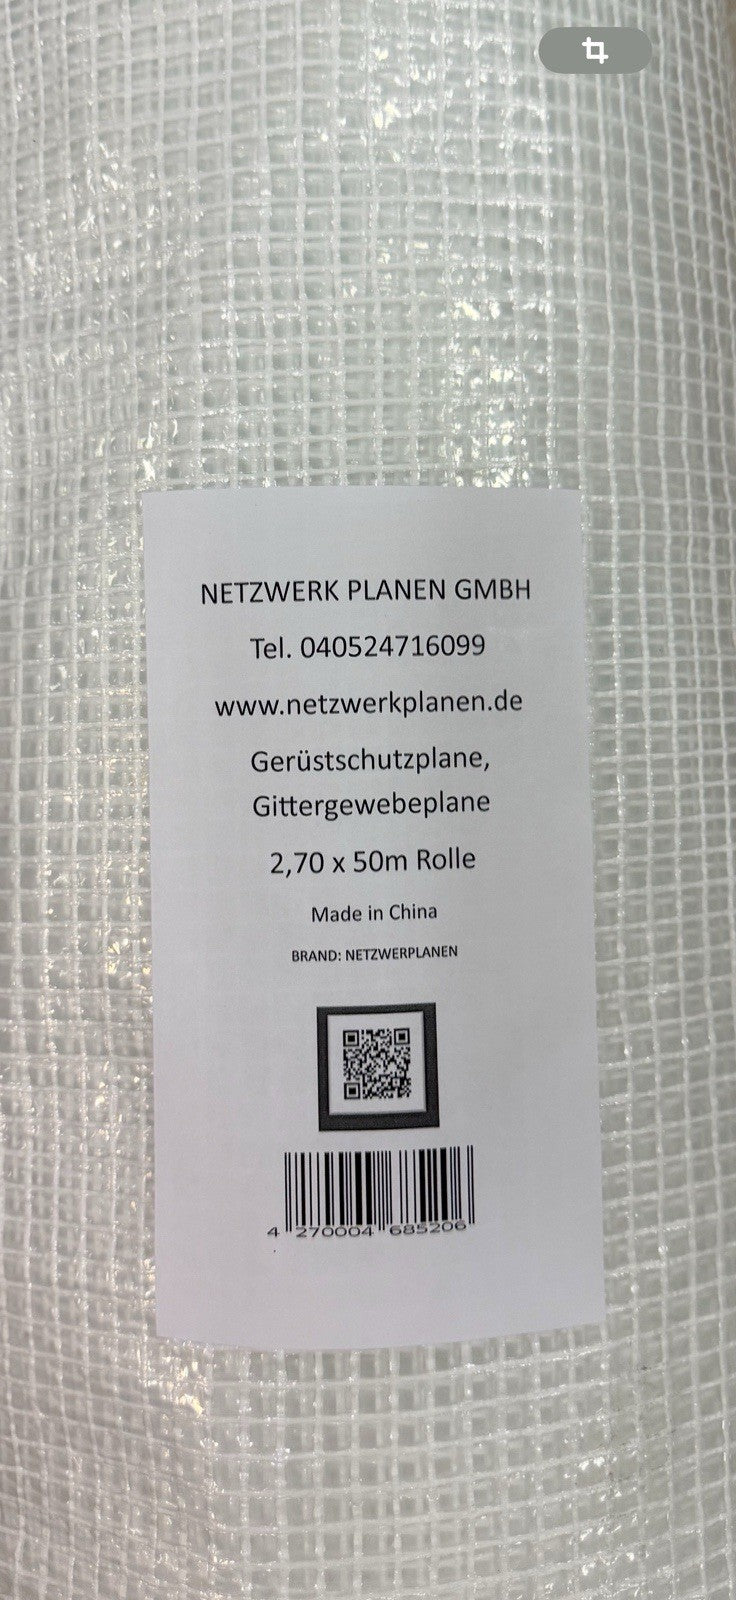 NETZWERK PLANEN GMBH
Tel. 040524716099
www.netzwerkplanen.de
Gerüstschutzplane,
Gittergewebeplane
2,70 x 50m Rolle
Made in China
BRAND: NETZWERPLANEN
4 270004 685206